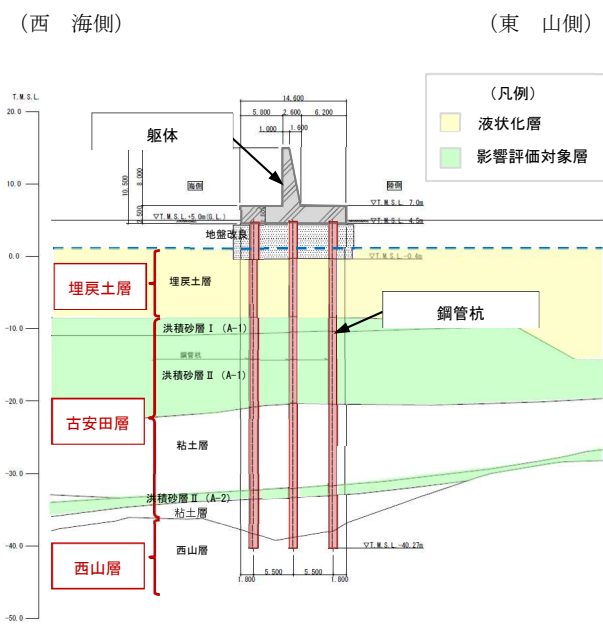 （西　海側）
（東　山側）
T.M.S.L.
20.0
10.0
0.0
-10.0
-20.0
-30.0
-40.0
-50.0
（凡例）
液状化層
影響評価対象層
14.600
5.800 2.600 6.200
1.000 1.600
躯体
10.500
8.000
2.500
海側
陸側
▽T.M.S.L. 7.0m
▽T.M.S.L.+5.0m(G.L.)
▽T.M.S.L. 4.5m
地盤改良
▽T.M.S.L.-0.4m
埋戻土層
埋戻土層
鋼管杭
洪積砂層Ⅰ（A-1）
鋼管杭
洪積砂層Ⅱ（A-1）
古安田層
粘土層
洪積砂層Ⅱ（A-2）
粘土層
西山層
西山層
▽T.M.S.L.-40.27m
5.500 5.500
1.800 1.800